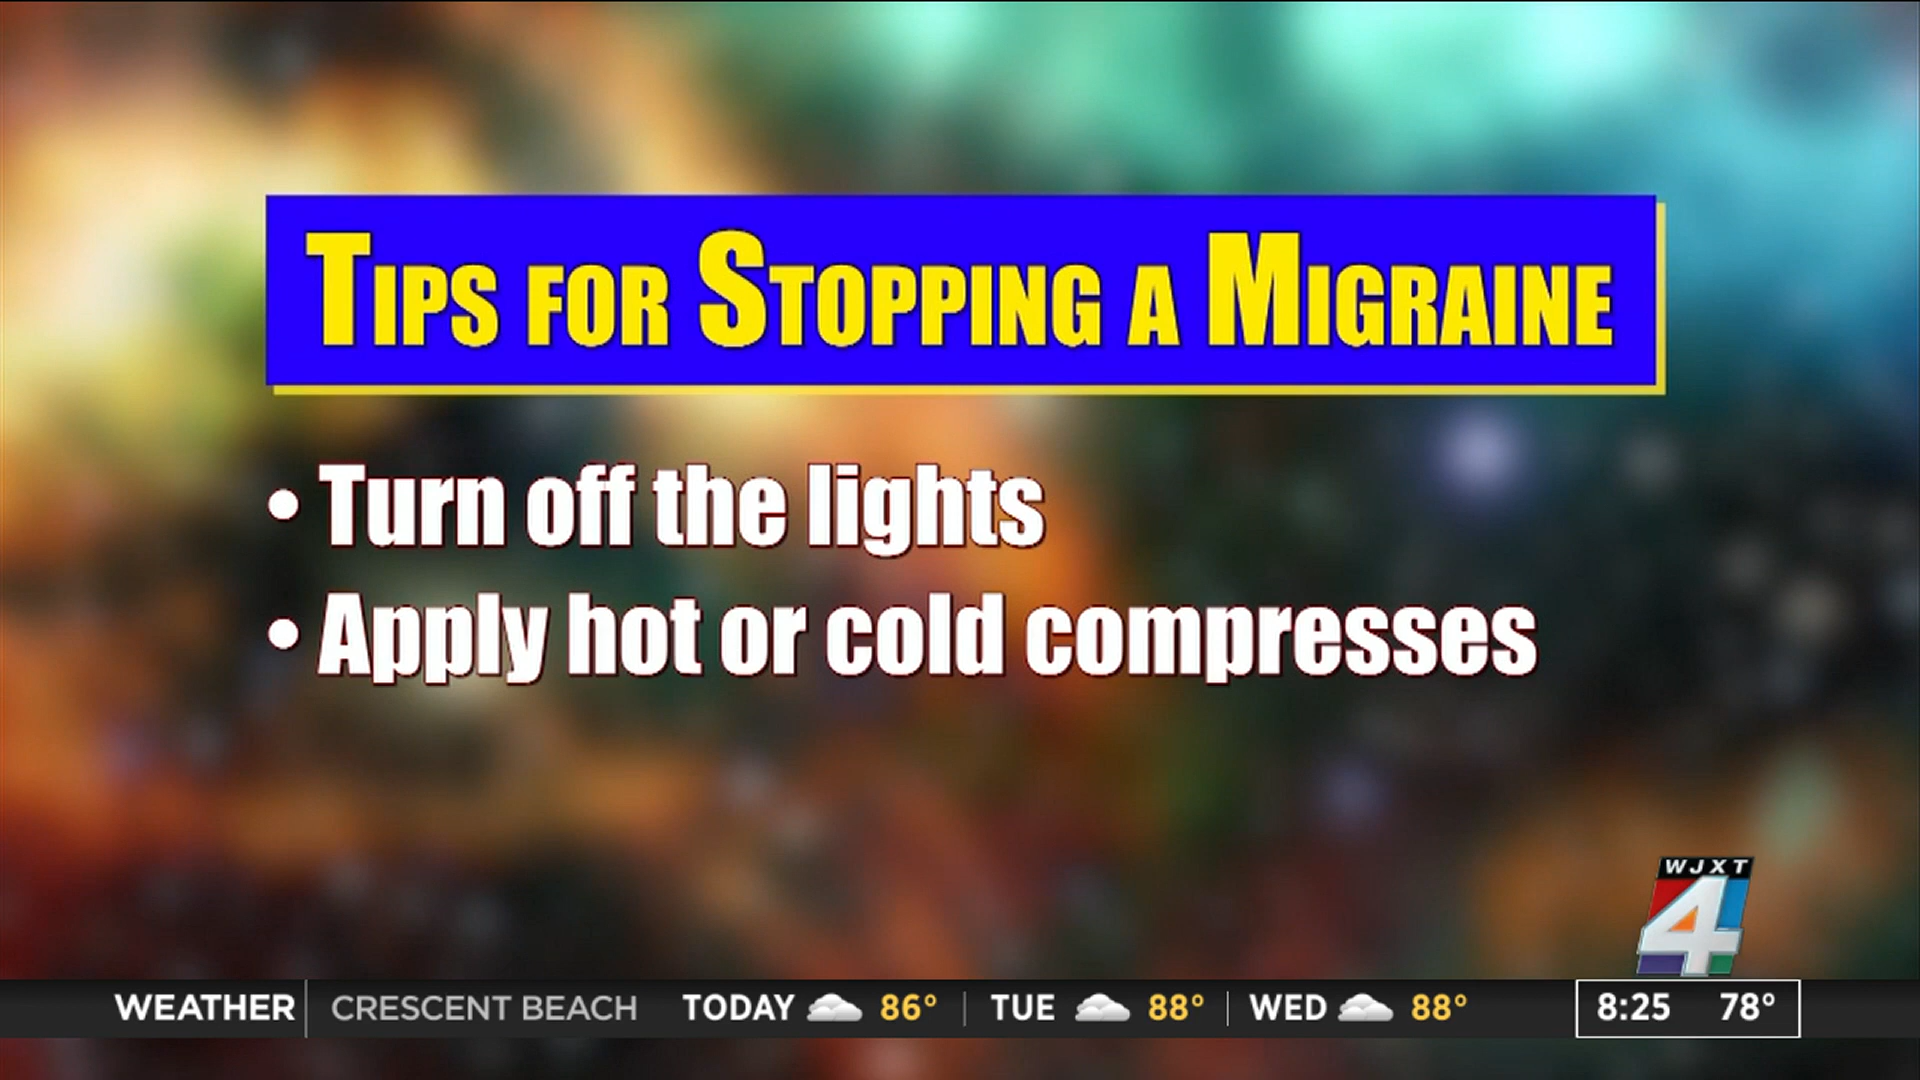 Tips for Stopping a Migraine
• Turn off the lights
• Apply hot or cold compresses
WJXT
4
WEATHER CRESCENT BEACH TODAY 86° TUE 88° WED 88° 8:25 78°